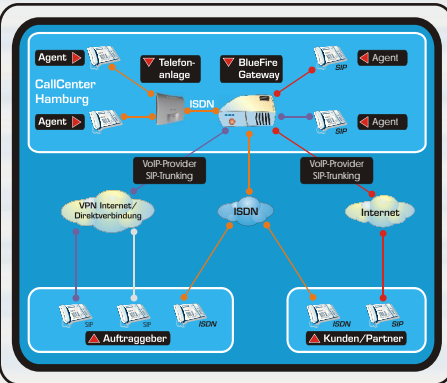 Agent
Telefon-
anlage
BlueFire
Gateway
SIP
Agent
CallCenter
Hamburg
ISDN
Agent
SIP
Agent
VoIP-Provider
SIP-Trunking
VoIP-Provider
SIP-Trunking
VPN Internet/
Direktverbindung
ISDN
Internet
SIP
SIP
ISDN
ISDN
SIP
Auftraggeber
Kunden/Partner